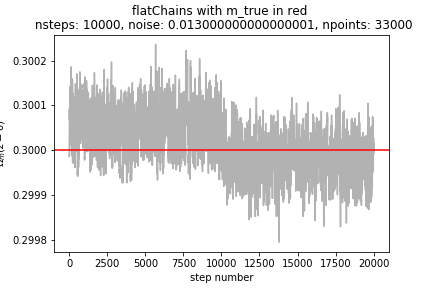 flatChains with m_true in red
nsteps: 10000, noise: 0.013000000000000001, npoints: 33000
0.3002
0.3001
0.3000
0.2999
0.2998
0 2500 5000 7500 10000 12500 15000 17500 20000
step number